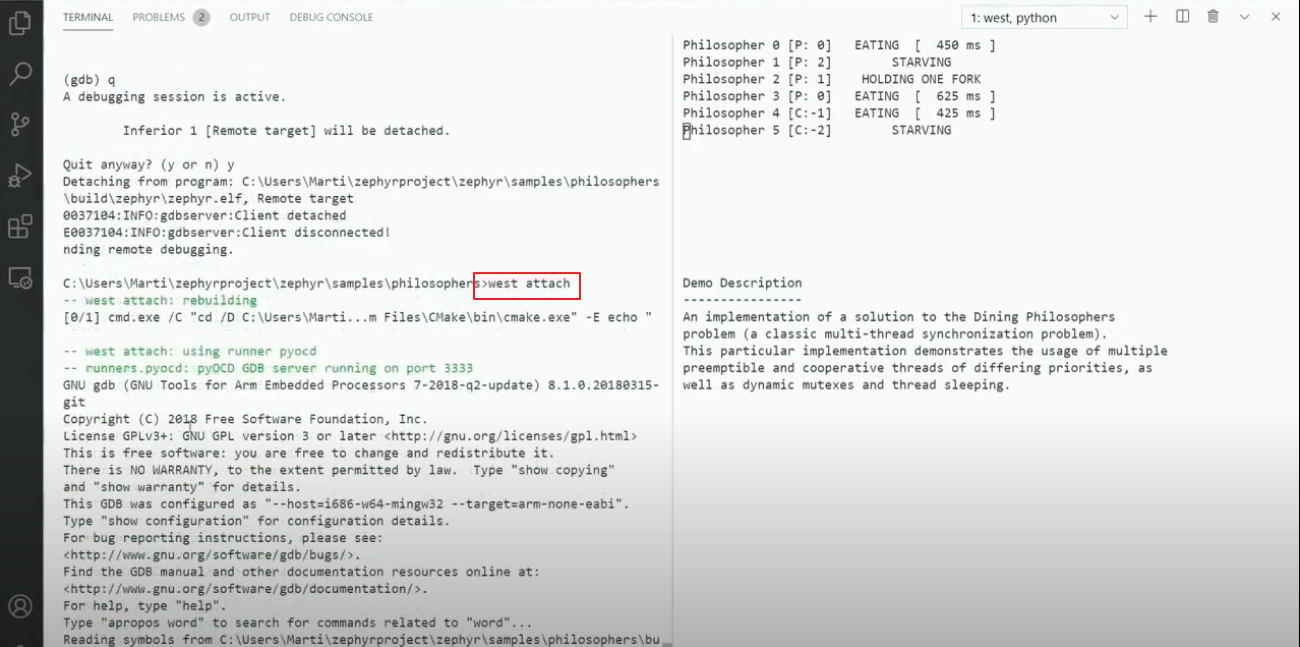 TERMINAL PROBLEMS 2 OUTPUT DEBUG CONSOLE
1: west, python
(gdb) q
A debugging session is active.
Inferior 1 [Remote target] will be detached.
Quit anyway? (y or n) y
Detaching from program: C:\Users\Marti\zephyrproject\zephyr\samples\philosophers
\build\zephyr\zephyr.elf, Remote target
0037104:INFO:gdbserver:Client detached
E0037104:INFO:gdbserver:Client disconnected!
nding remote debugging.
C:\Users\Marti\zephyrproject\zephyr\samples\philosophers>west attach
-- west attach: rebuilding
[0/1] cmd.exe /C "cd /D C:\Users\Marti...m Files\CMake\bin\cmake.exe" -E echo "
-- west attach: using runner pyocd
-- runners.pyocd: pyOCD GDB server running on port 3333
GNU gdb (GNU Tools for Arm Embedded Processors 7-2018-q2-update) 8.1.0.20180315-
git
Copyright (C) 2018 Free Software Foundation, Inc.
License GPLv3+: GNU GPL version 3 or later <http://gnu.org/licenses/gpl.html>
This is free software: you are free to change and redistribute it.
There is NO WARRANTY, to the extent permitted by law.  Type "show copying"
and "show warranty" for details.
This GDB was configured as "--host=i686-w64-mingw32 --target=arm-none-eabi".
Type "show configuration" for configuration details.
For bug reporting instructions, please see:
<http://www.gnu.org/software/gdb/bugs/>.
Find the GDB manual and other documentation resources online at:
<http://www.gnu.org/software/gdb/documentation/>.
For help, type "help".
Type "apropos word" to search for commands related to "word"...
Reading symbols from C:\Users\Marti\zephyrproject\zephyr\samples\philosophers\bu
Philosopher 0 [P: 0]   EATING  [  450 ms ]
Philosopher 1 [P: 2]        STARVING
Philosopher 2 [P: 1]    HOLDING ONE FORK
Philosopher 3 [P: 0]   EATING  [  625 ms ]
Philosopher 4 [C:-1]   EATING  [  425 ms ]
Philosopher 5 [C:-2]        STARVING
Demo Description
----------------
An implementation of a solution to the Dining Philosophers
problem (a classic multi-thread synchronization problem).
This particular implementation demonstrates the usage of multiple
preemptible and cooperative threads of differing priorities, as
well as dynamic mutexes and thread sleeping.